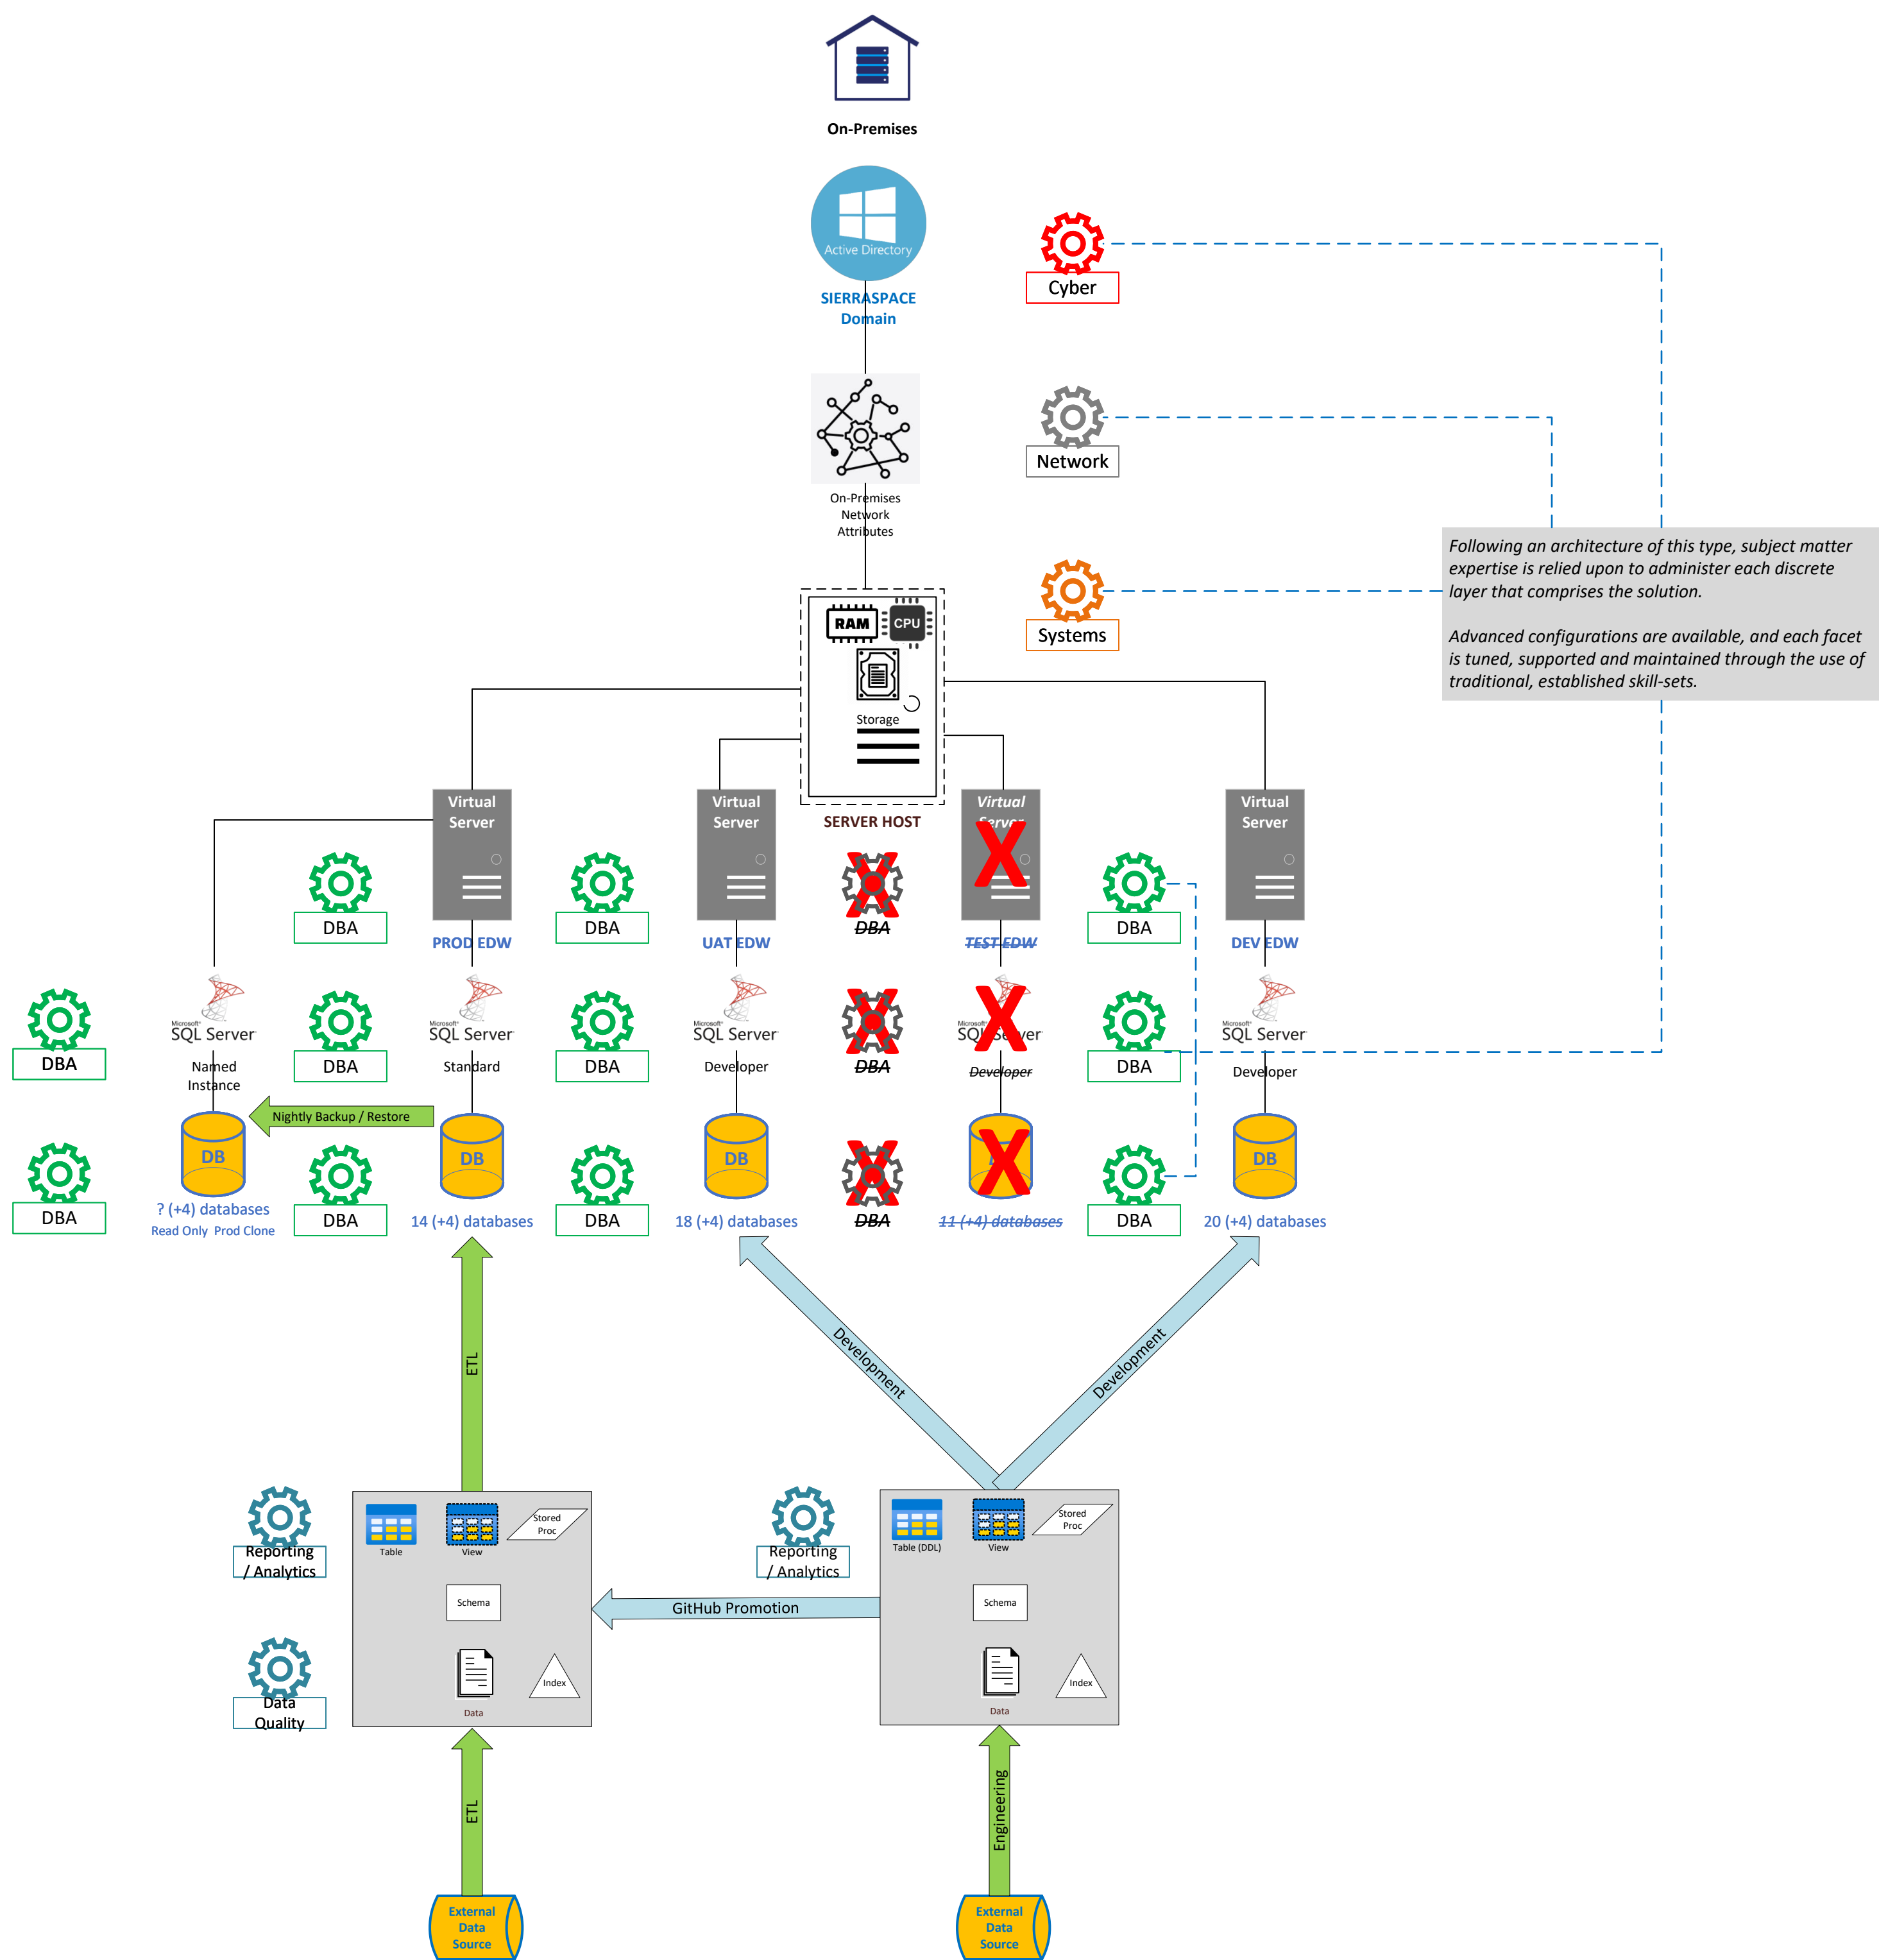 On-Premises
Active Directory
SIERRASPACE
Domain
Cyber
On-Premises
Network
Attributes
Network
Following an architecture of this type, subject matter
expertise is relied upon to administer each discrete
layer that comprises the solution.
Advanced configurations are available, and each facet
is tuned, supported and maintained through the use of
traditional, established skill-sets.
RAM
CPU
Storage
Systems
SERVER HOST
Virtual
Server
Virtual
Server
Virtual
Server
Virtual
Server
DBA
DBA
DBA
DBA
PROD EDW
UAT EDW
TEST EDW
DEV EDW
Microsoft®
SQL Server
Microsoft®
SQL Server
Microsoft®
SQL Server
Microsoft®
SQL Server
Microsoft®
SQL Server
DBA
Named
Instance
DBA
Standard
DBA
Developer
DBA
Developer
DBA
Developer
Nightly Backup / Restore
DB
DB
DB
DB
DBA
? (+4) databases
Read Only Prod Clone
DBA
14 (+4) databases
DBA
18 (+4) databases
DBA
11 (+4) databases
DBA
20 (+4) databases
ETL
Development
Development
Reporting
/ Analytics
Table
View
Stored
Proc
Schema
Data
Index
Data
Quality
GitHub Promotion
Reporting
/ Analytics
Table (DDL)
View
Stored
Proc
Schema
Data
Index
ETL
Engineering
External
Data
Source
External
Data
Source